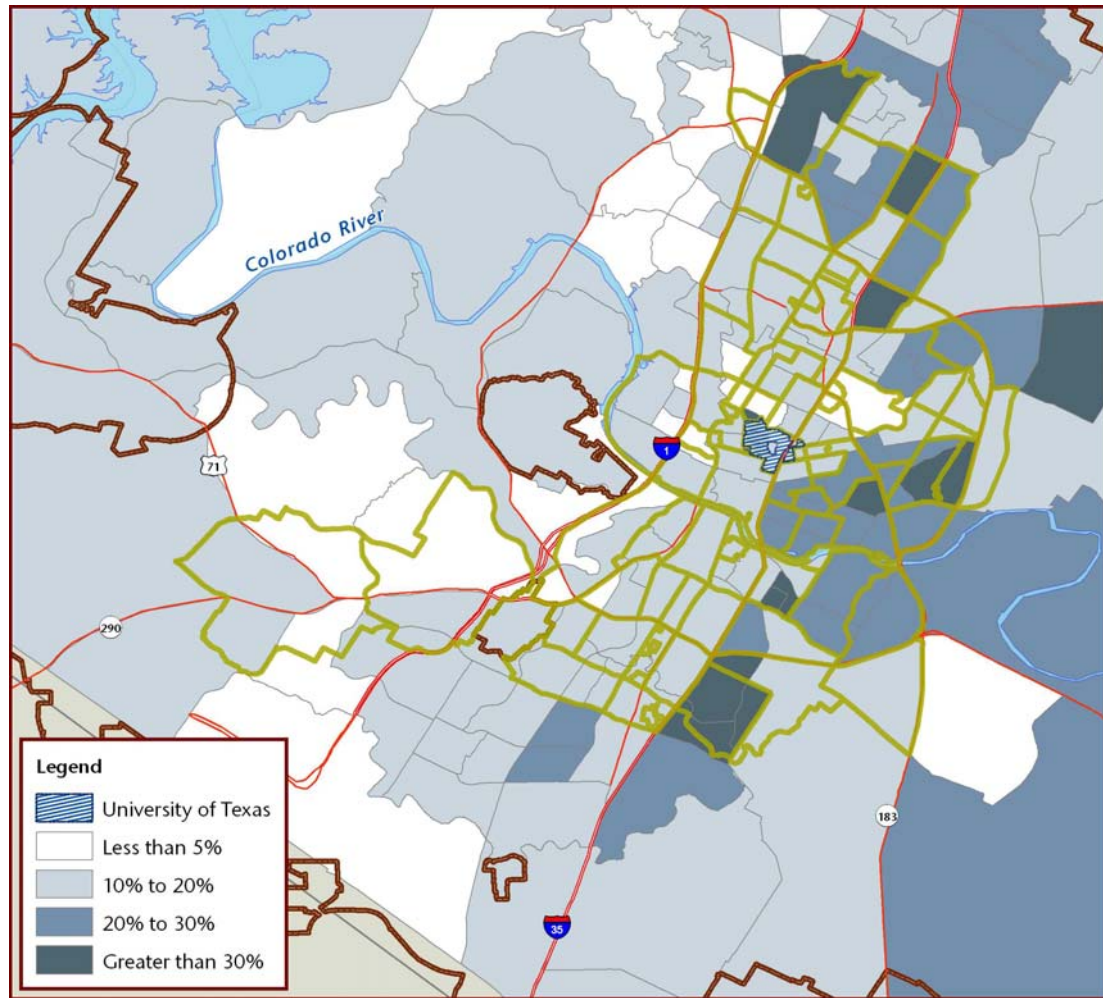 Colorado River
1
71
290
183
35
Legend
University of Texas
Less than 5%
10% to 20%
20% to 30%
Greater than 30%